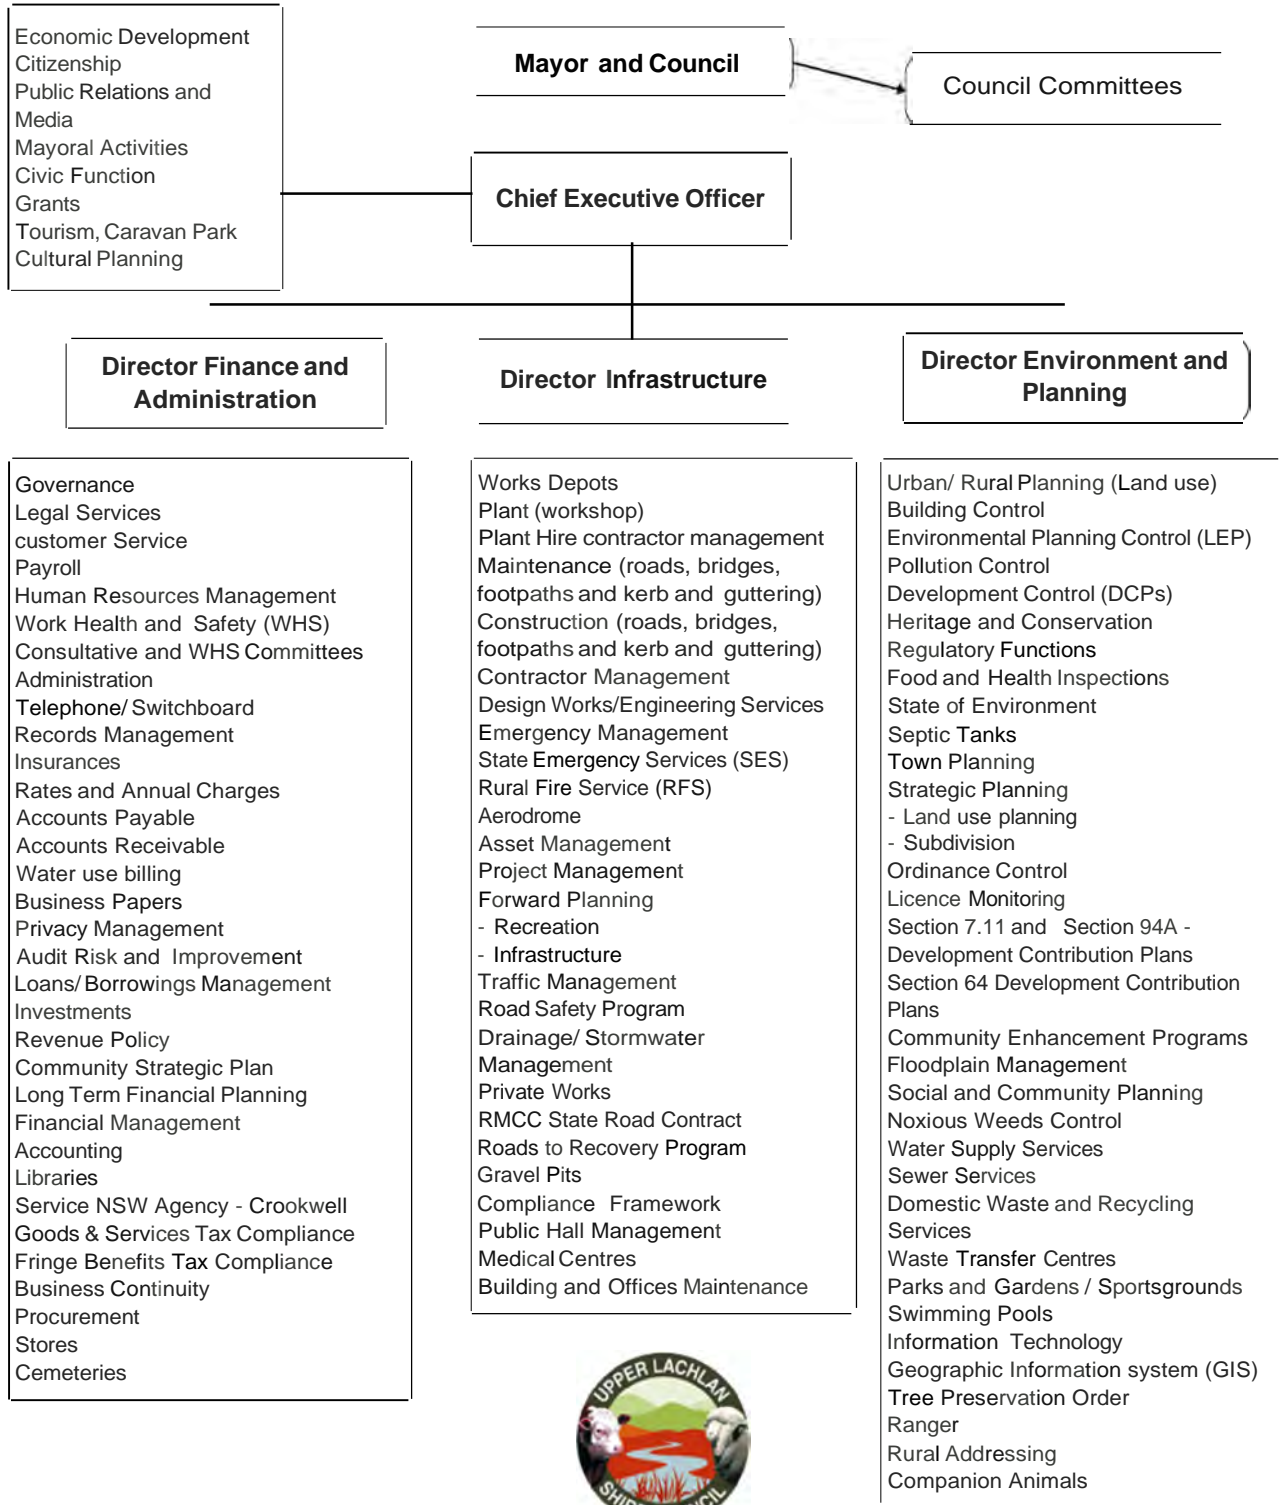 Economic Development
Citizenship
Public Relations and
Media
Mayoral Activities
Civic Function
Grants
Tourism, Caravan Park
Cultural Planning
Mayor and Council
Council Committees
Chief Executive Officer
Director Finance and
Administration
Director Infrastructure
Director Environment and
Planning
Governance
Legal Services
customer Service
Payroll
Human Resources Management
Work Health and Safety (WHS)
Consultative and WHS Committees
Administration
Telephone/ Switchboard
Records Management
Insurances
Rates and Annual Charges
Accounts Payable
Accounts Receivable
Water use billing
Business Papers
Privacy Management
Audit Risk and Improvement
Loans/ Borrowings Management
Investments
Revenue Policy
Community Strategic Plan
Long Term Financial Planning
Financial Management
Accounting
Libraries
Service NSW Agency - Crookwell
Goods & Services Tax Compliance
Fringe Benefits Tax Compliance
Business Continuity
Procurement
Stores
Cemeteries
Works Depots
Plant (workshop)
Plant Hire contractor management
Maintenance (roads, bridges,
footpaths and kerb and guttering)
Construction (roads, bridges,
footpaths and kerb and guttering)
Contractor Management
Design Works/Engineering Services
Emergency Management
State Emergency Services (SES)
Rural Fire Service (RFS)
Aerodrome
Asset Management
Project Management
Forward Planning
- Recreation
- Infrastructure
Traffic Management
Road Safety Program
Drainage/ Stormwater
Management
Private Works
RMCC State Road Contract
Roads to Recovery Program
Gravel Pits
Compliance Framework
Public Hall Management
Medical Centres
Building and Offices Maintenance
Urban/ Rural Planning (Land use)
Building Control
Environmental Planning Control (LEP)
Pollution Control
Development Control (DCPs)
Heritage and Conservation
Regulatory Functions
Food and Health Inspections
State of Environment
Septic Tanks
Town Planning
Strategic Planning
- Land use planning
- Subdivision
Ordinance Control
Licence Monitoring
Section 7.11 and Section 94A -
Development Contribution Plans
Section 64 Development Contribution
Plans
Community Enhancement Programs
Floodplain Management
Social and Community Planning
Noxious Weeds Control
Water Supply Services
Sewer Services
Domestic Waste and Recycling
Services
Waste Transfer Centres
Parks and Gardens / Sportsgrounds
Swimming Pools
Information Technology
Geographic Information system (GIS)
Tree Preservation Order
Ranger
Rural Addressing
Companion Animals
UPPER LACHLAN
SHIRE COUNCIL